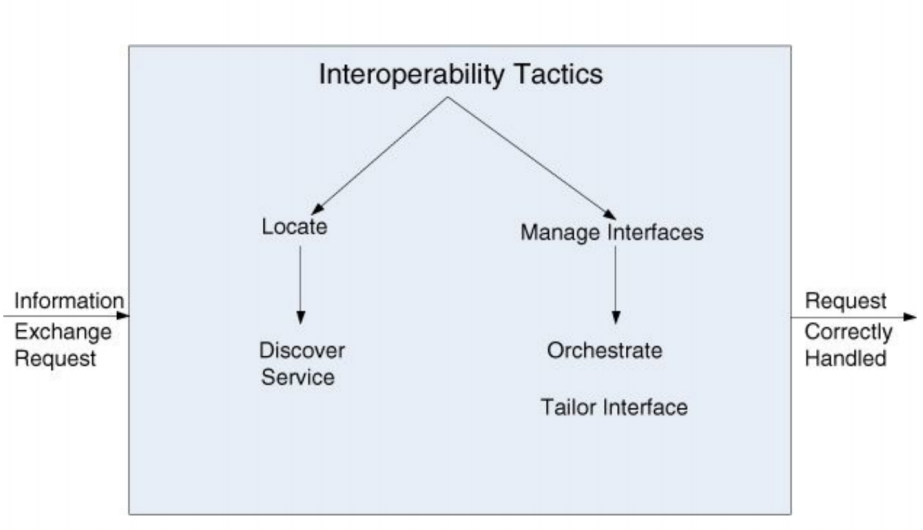 Interoperability Tactics
Locate
Manage Interfaces
Information
Exchange
Request
Discover
Service
Orchestrate
Tailor Interface
Request
Correctly
Handled